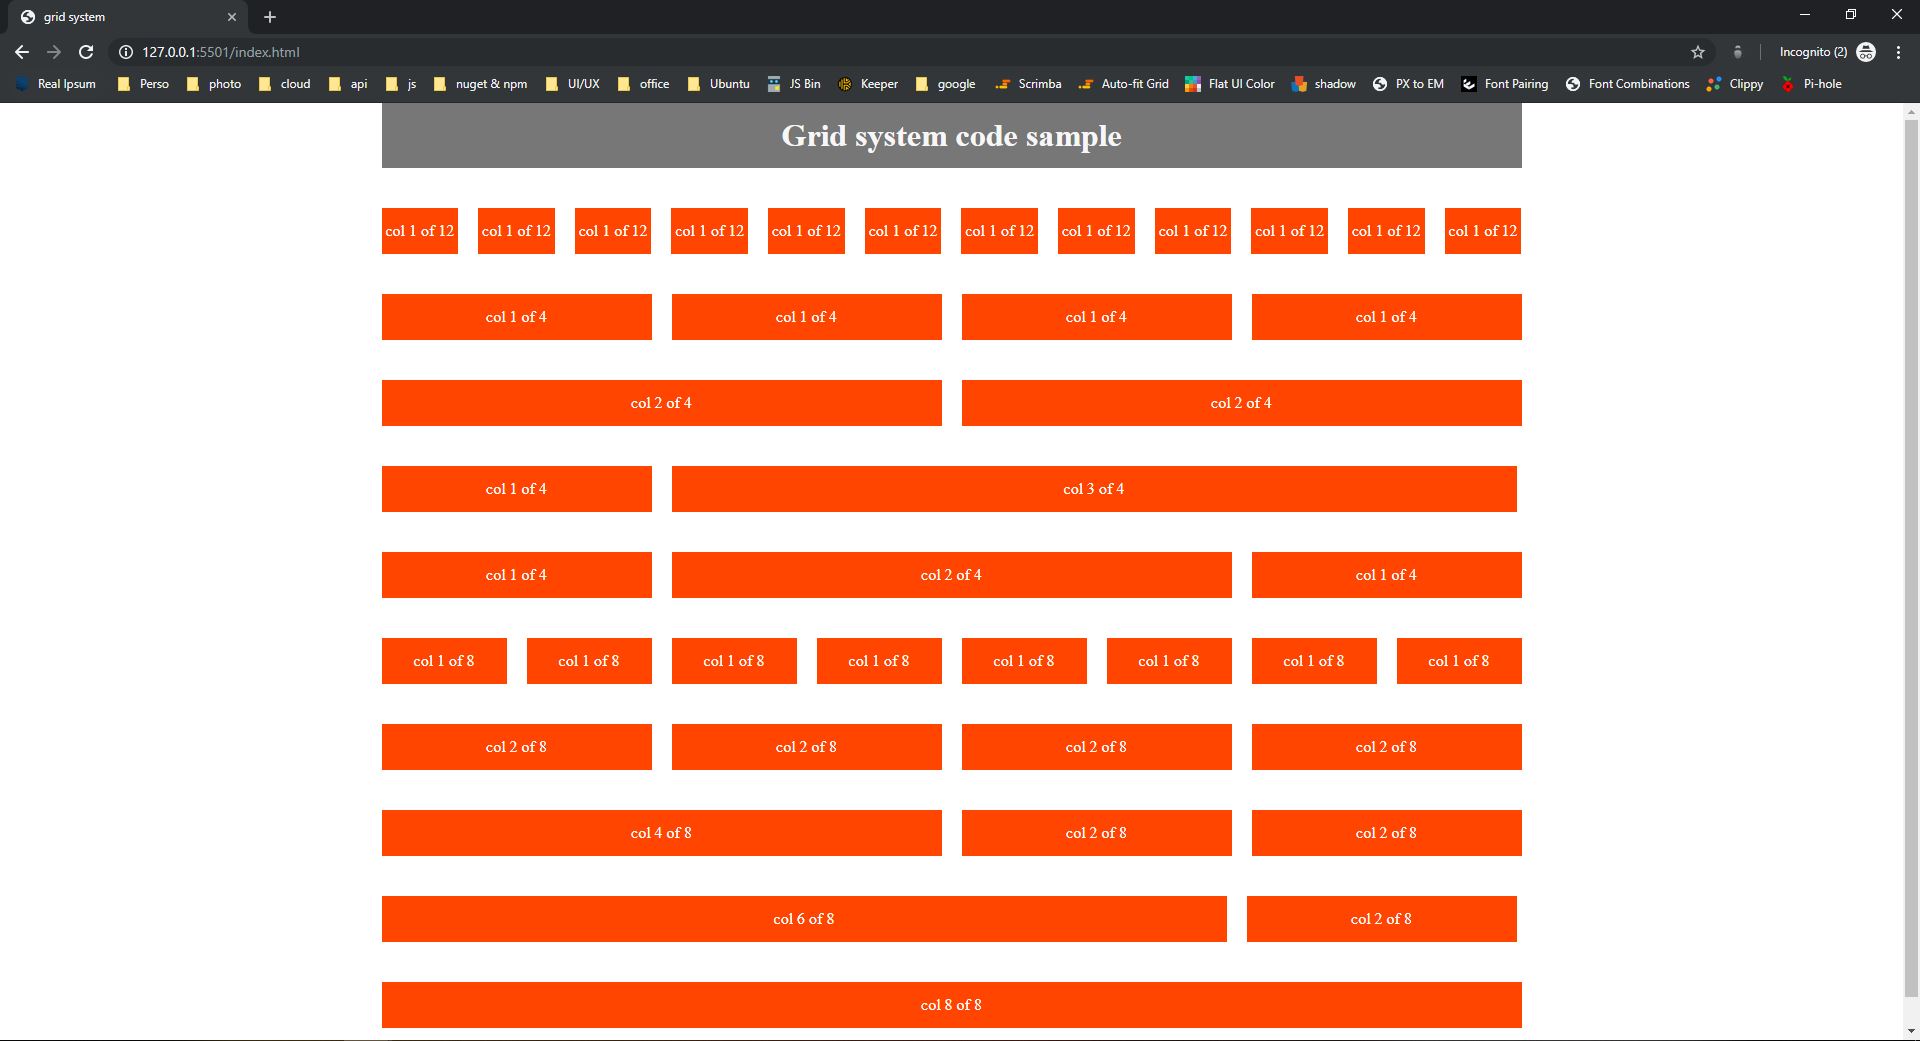 grid system
127.0.0.1:5501/index.html
Incognito (2)
Real Ipsum Perso photo cloud api js nuget & npm UI/UX office Ubuntu JS Bin Keeper google Scrimba Auto-fit Grid Flat UI Color shadow PX to EM Font Pairing Font Combinations Clippy Pi-hole
Grid system code sample
col 1 of 12 col 1 of 12 col 1 of 12 col 1 of 12 col 1 of 12 col 1 of 12 col 1 of 12 col 1 of 12 col 1 of 12 col 1 of 12 col 1 of 12 col 1 of 12
col 1 of 4 col 1 of 4 col 1 of 4 col 1 of 4
col 2 of 4 col 2 of 4
col 1 of 4 col 3 of 4
col 1 of 4 col 2 of 4 col 1 of 4
col 1 of 8 col 1 of 8 col 1 of 8 col 1 of 8 col 1 of 8 col 1 of 8 col 1 of 8 col 1 of 8
col 2 of 8 col 2 of 8 col 2 of 8 col 2 of 8
col 4 of 8 col 2 of 8 col 2 of 8
col 6 of 8 col 2 of 8
col 8 of 8